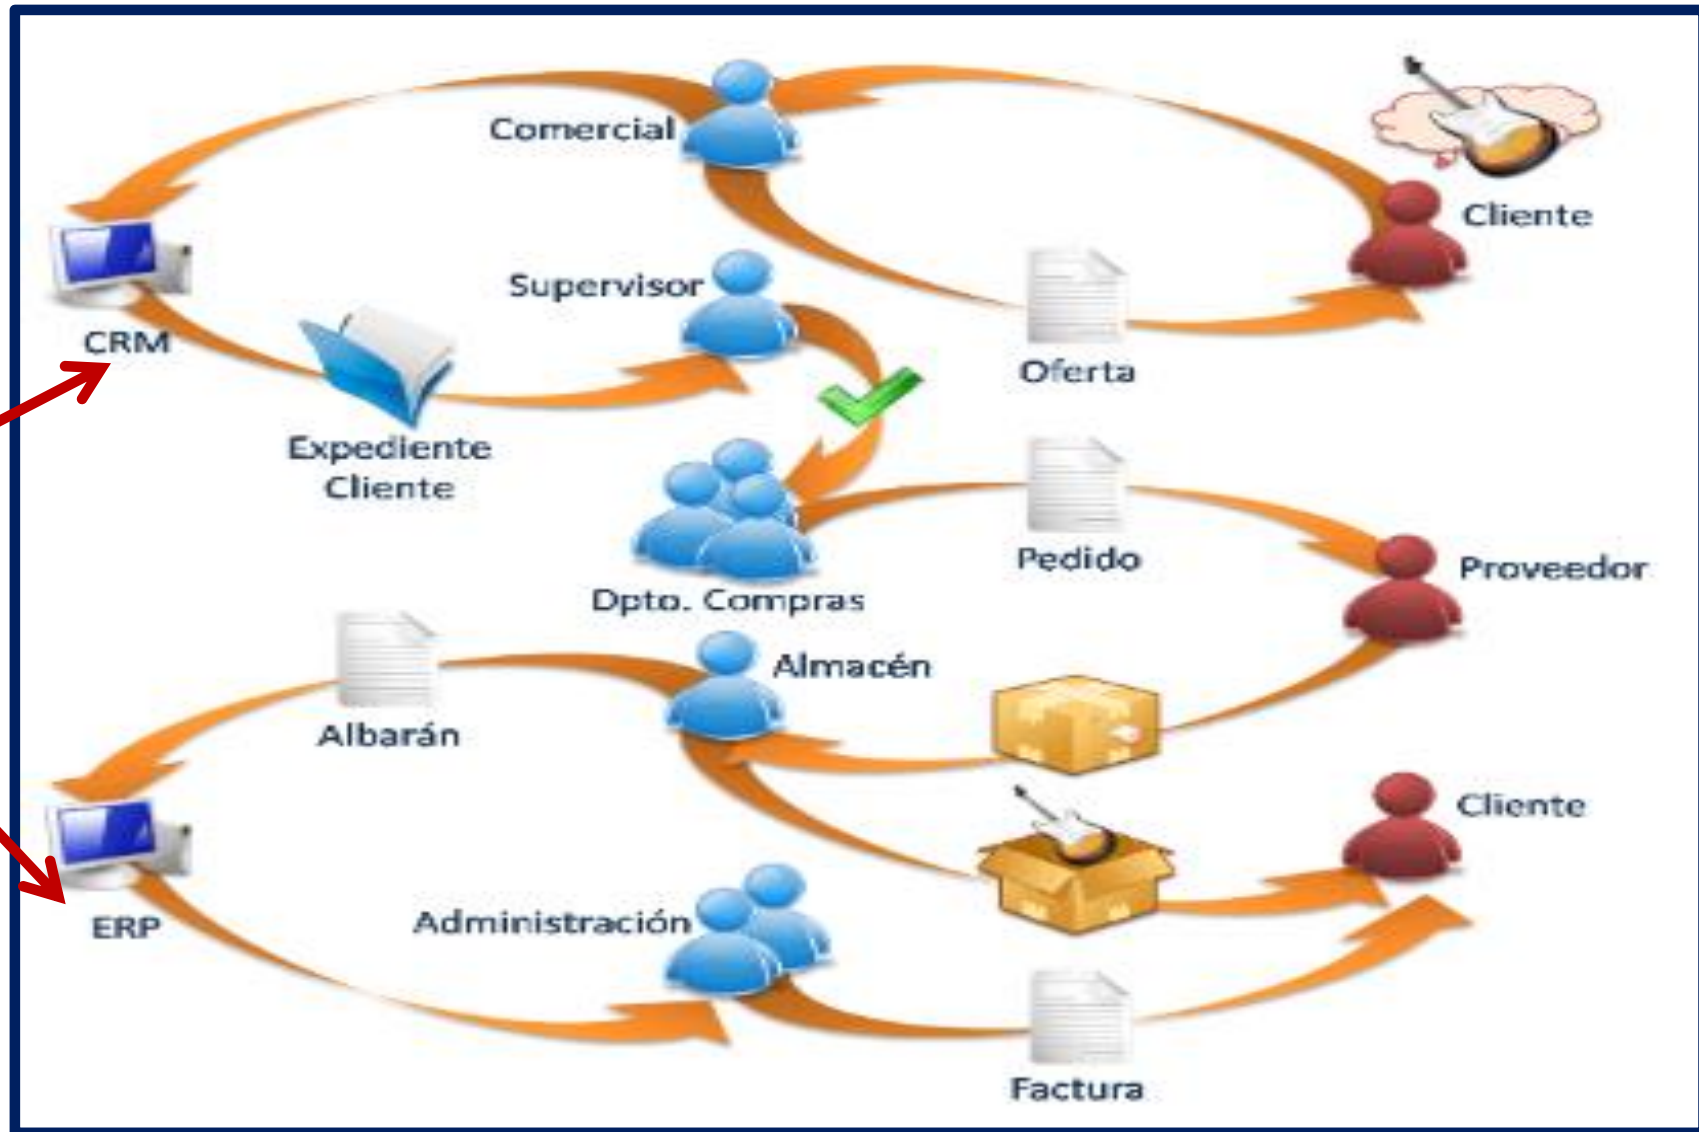 Comercial
Cliente
Supervisor
CRM
Oferta
Expediente
Cliente
Pedido
Proveedor
Dpto. Compras
Almacén
Albarán
Cliente
ERP
Administración
Factura